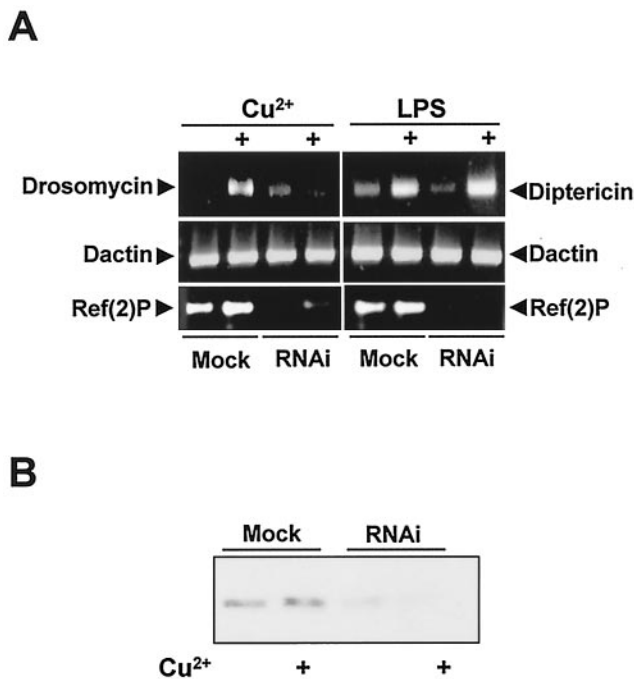 A
Cu²⁺ LPS
+ + + +
Drosomycin Diptericin
Dactin Dactin
Ref(2)P Ref(2)P
Mock RNAi Mock RNAi
B
Mock RNAi
Cu²⁺ + +